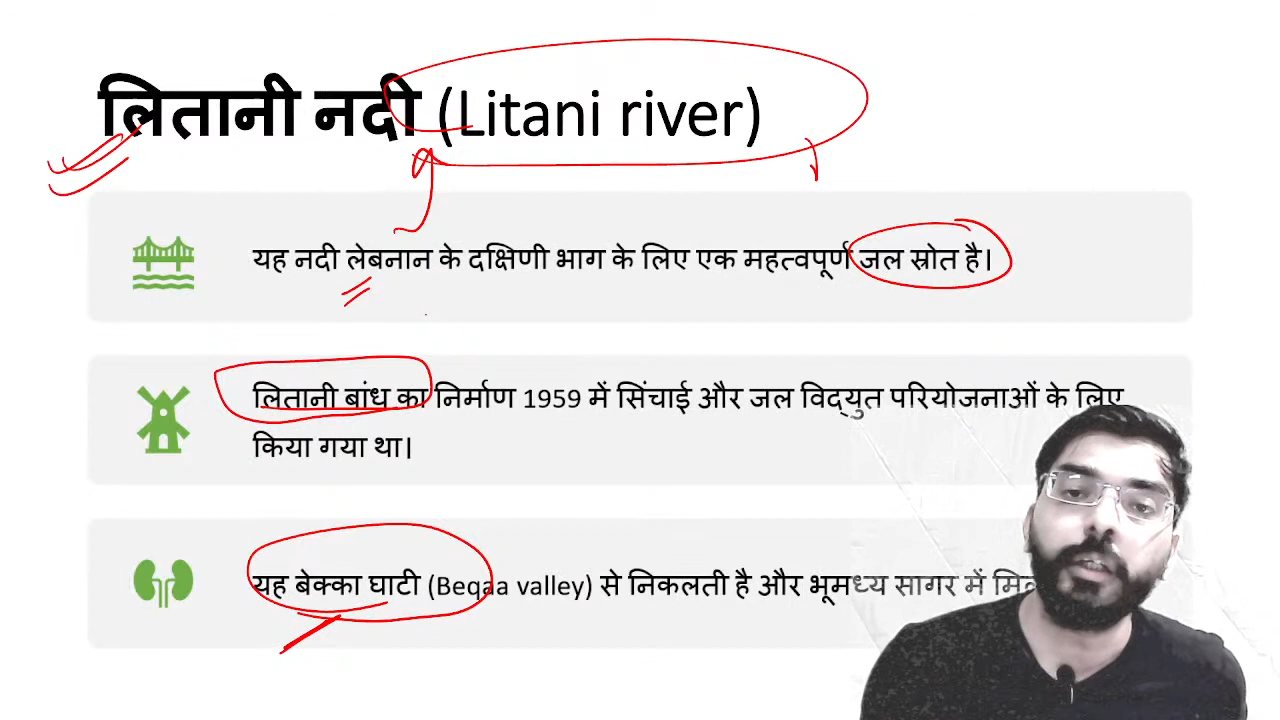 लितानी नदी (Litani river)
यह नदी लेबनान के दक्षिणी भाग के लिए एक महत्वपूर्ण जल स्रोत है।
लितानी बांध का निर्माण 1959 में सिंचाई और जल विद्युत परियोजनाओं के लिए
किया गया था।
यह बेक्का घाटी (Beqaa valley) से निकलती है और भूमध्य सागर में